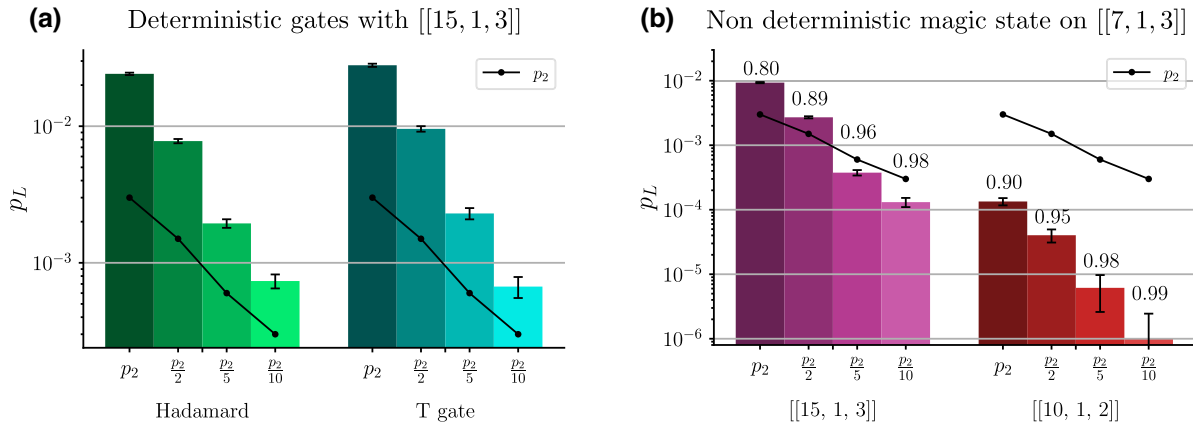 (a) Deterministic gates with [[15, 1, 3]]
p_L
10^{-2}
10^{-3}
p_2
p_2 p_2/2 p_2/5 p_2/10 p_2 p_2/2 p_2/5 p_2/10
Hadamard T gate
(b) Non deterministic magic state on [[7, 1, 3]]
p_L
10^{-2}
10^{-3}
10^{-4}
10^{-5}
10^{-6}
p_2
0.80
0.89
0.96
0.98
0.90
0.95
0.98
0.99
p_2 p_2/2 p_2/5 p_2/10 p_2 p_2/2 p_2/5 p_2/10
[[15, 1, 3]] [[10, 1, 2]]